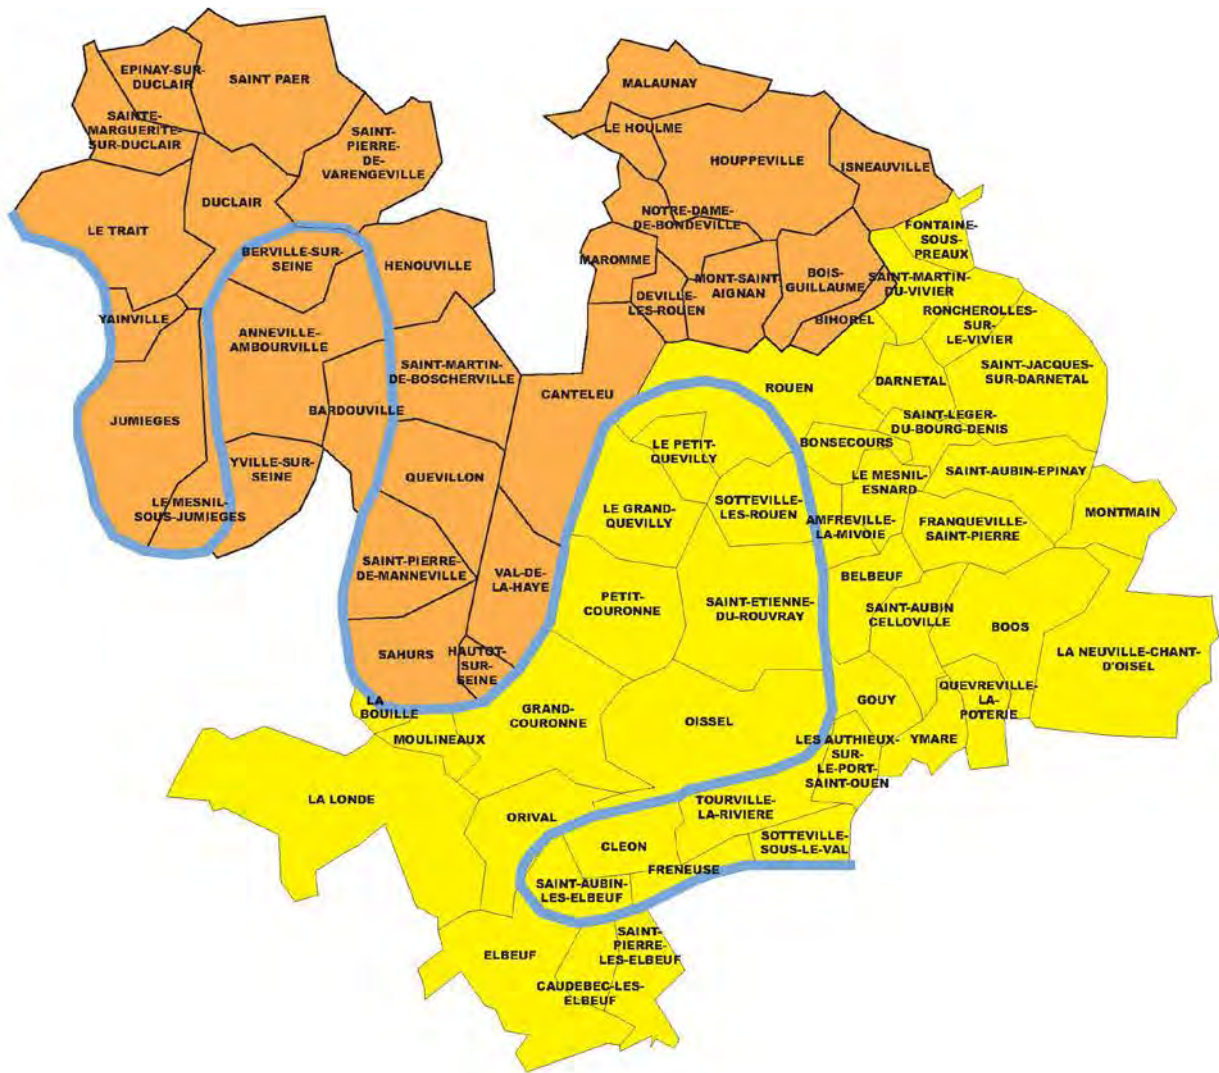 EPINAY-SUR-
DUCLAIR
SAINT PAER
SAINTE-
MARGUERITE-
SUR-DUCLAIR
SAINT-
PIERRE-
DE-
VARENGEVILLE
DUCLAIR
LE TRAIT
BERVILLE-SUR-
SEINE
HENOUVILLE
YAINVILLE
ANNEVILLE-
AMBOURVILLE
SAINT-MARTIN-
DE-BOSCHERVILLE
BARDOUVILLE
JUMIEGES
YVILLE-SUR-
SEINE
QUEVILLON
LE MESNIL-
SOUS-JUMIEGES
SAINT-PIERRE-
DE-MANNEVILLE
VAL-DE-
LA-HAYE
SAHURS
HAUTOT-
SUR-
SEINE
CANTELEU
MALAUNAY
LE HOULME
HOUPPEVILLE
ISNEAUVILLE
NOTRE-DAME-
DE-BONDEVILLE
MAROMME
DEVILLE-
LES-ROUEN
MONT-SAINT-
AIGNAN
BOIS-
GUILLAUME
BIHOREL
FONTAINE-
SOUS-
PREAUX
SAINT-MARTIN-
DU-VIVIER
RONCHEROLLES-
SUR-
LE-VIVIER
SAINT-JACQUES-
SUR-DARNETAL
ROUEN
DARNETAL
SAINT-LEGER-
DU-BOURG-DENIS
BONSECOURS
LE MESNIL-
ESNARD
SAINT-AUBIN-EPINAY
MONTMAIN
LE PETIT-
QUEVILLY
LE GRAND-
QUEVILLY
SOTTEVILLE-
LES-ROUEN
AMFREVILLE-
LA-MIVOIE
FRANQUEVILLE-
SAINT-PIERRE
BELBEUF
PETIT-
COURONNE
SAINT-ETIENNE-
DU-ROUVRAY
SAINT-AUBIN
CELLOVILLE
BOOS
LA NEUVILLE-CHANT-
D'OISEL
LA
BOUILLE
MOULINEAUX
GRAND-
COURONNE
OISSEL
GOUY
QUEVREVILLE-
LA-
POTERIE
YMARE
LES AUTHIEUX-
SUR-
LE-PORT-
SAINT-OUEN
LA LONDE
ORIVAL
TOURVILLE-
LA-RIVIERE
CLEON
SOTTEVILLE-
SOUS-LE-VAL
FRENEUSE
SAINT-AUBIN-
LES-ELBEUF
ELBEUF
SAINT-
PIERRE-
LES-ELBEUF
CAUDEBEC-LES-
ELBEUF